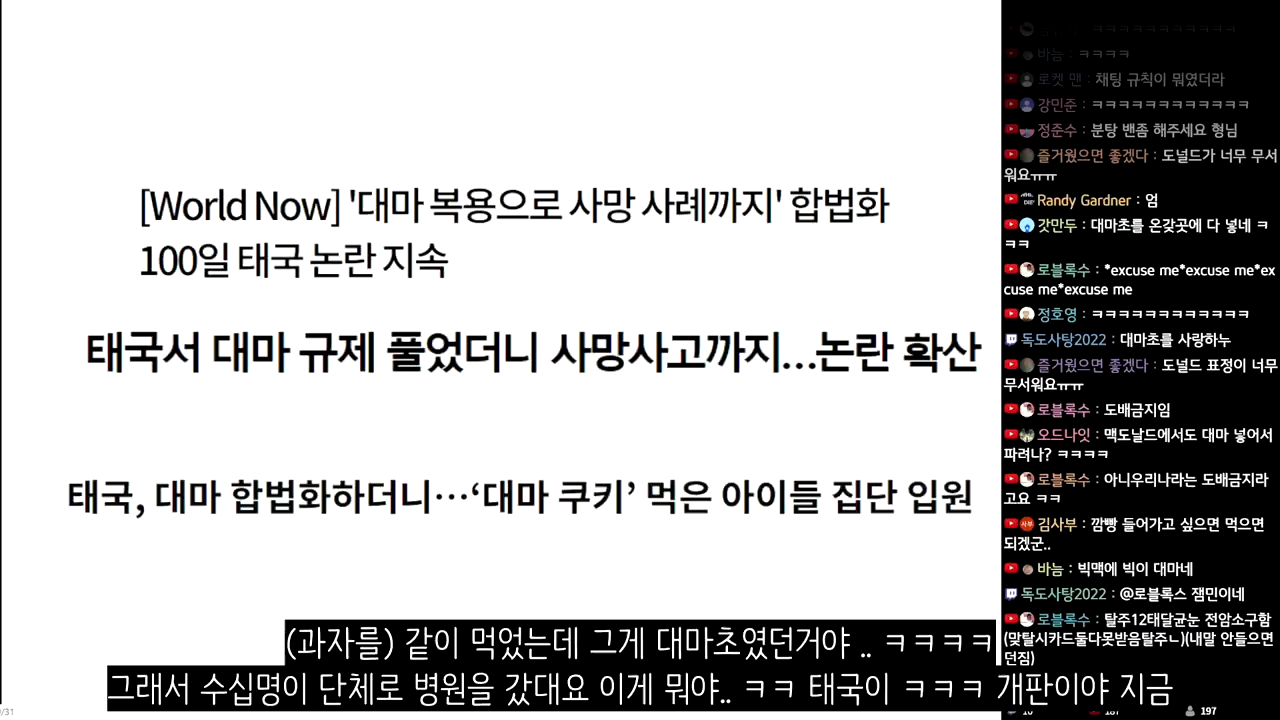 [World Now] '대마 복용으로 사망 사례까지' 합법화
100일 태국 논란 지속
태국서 대마 규제 풀었더니 사망사고까지...논란 확산
태국, 대마 합법화하더니…‘대마 쿠키’ 먹은 아이들 집단 입원
(과자를) 같이 먹었는데 그게 대마초였던거야 .. ㅋㅋㅋㅋ
그래서 수십명이 단체로 병원을 갔대요 이게 뭐야.. ㅋㅋ 태국이 ㅋㅋㅋ 개판이야 지금
/31
바늠 : ㅋㅋㅋㅋ
로켓 맨 : 채팅 규칙이 뭐였더라
강민준 : ㅋㅋㅋㅋㅋㅋㅋㅋㅋㅋㅋㅋ
정준수 : 분탕 밴좀 해주세요 형님
즐거웠으면 좋겠다 : 도널드가 너무 무서
워요ㅠㅠ
Randy Gardner : 엄
갓만두 : 대마초를 온갖곳에 다 넣네 ㅋ
ㅋㅋ
로블록수 : *excuse me*excuse me*ex
cuse me*excuse me
정호영 : ㅋㅋㅋㅋㅋㅋㅋㅋㅋㅋㅋㅋ
독도사탕2022 : 대마초를 사랑하누
즐거웠으면 좋겠다 : 도널드 표정이 너무
무서워요ㅠㅠ
로블록수 : 도배금지임
오드나잇 : 맥도날드에서도 대마 넣어서
파려나? ㅋㅋㅋㅋ
로블록수 : 아니우리나라는 도배금지라
고요 ㅋㅋ
김사부 : 깜빵 들어가고 싶으면 먹으면
되겠군..
바늠 : 빅맥에 빅이 대마네
독도사탕2022 : @로블록스 잼민이네
로블록수 : 탈주12태달균눈 전암소구함
(맞탈시카드둘다못받음탈주ㄴ)(내말 안들으면
던짐)
197